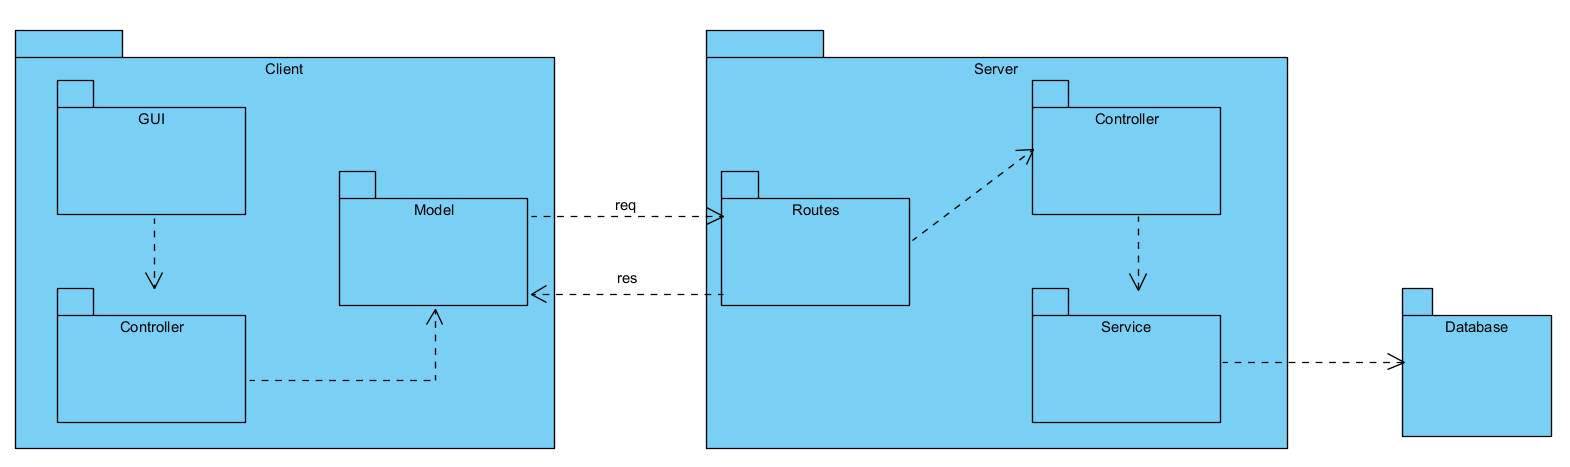 Client
GUI
Controller
Model
req
res
Server
Routes
Controller
Service
Database